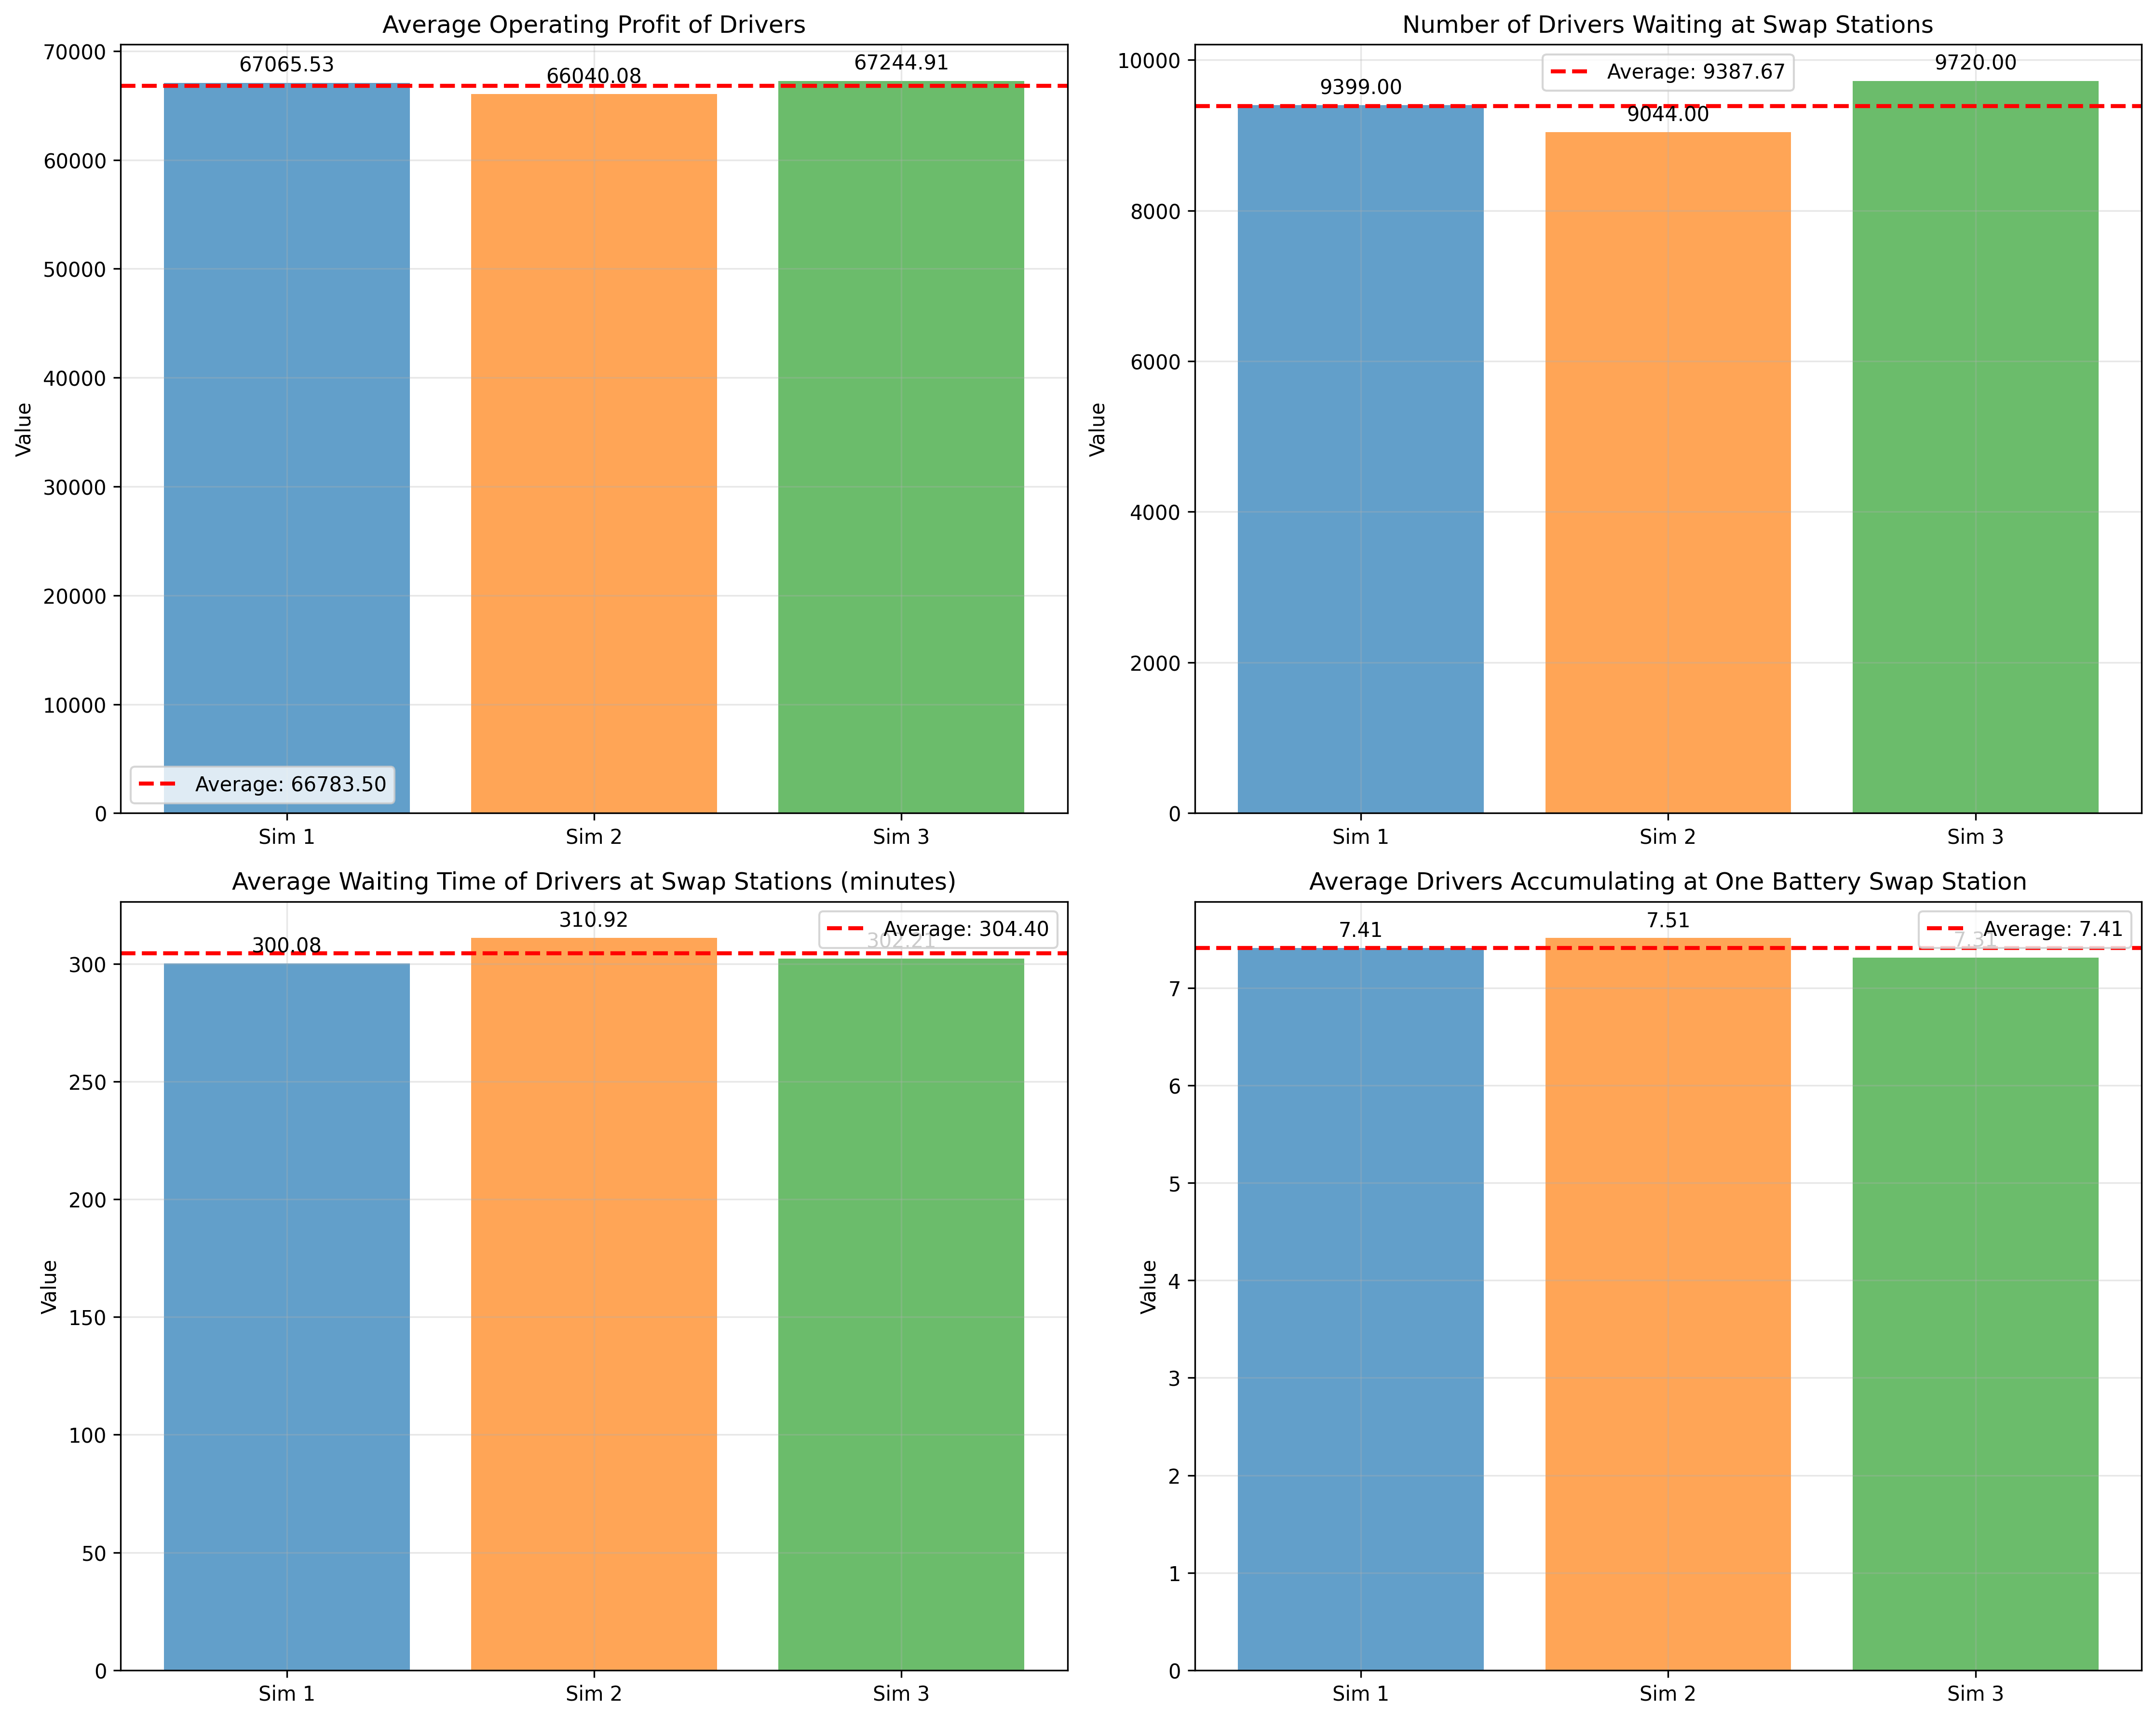 Average Operating Profit of Drivers
70000
60000
50000
40000
30000
20000
10000
0
Value
67065.53
66040.08
67244.91
Average: 66783.50
Sim 1
Sim 2
Sim 3
Number of Drivers Waiting at Swap Stations
10000
8000
6000
4000
2000
0
Value
9399.00
9044.00
9720.00
Average: 9387.67
Sim 1
Sim 2
Sim 3
Average Waiting Time of Drivers at Swap Stations (minutes)
300
250
200
150
100
50
0
Value
300.08
310.92
302.21
Average: 304.40
Sim 1
Sim 2
Sim 3
Average Drivers Accumulating at One Battery Swap Station
7
6
5
4
3
2
1
0
Value
7.41
7.51
7.31
Average: 7.41
Sim 1
Sim 2
Sim 3